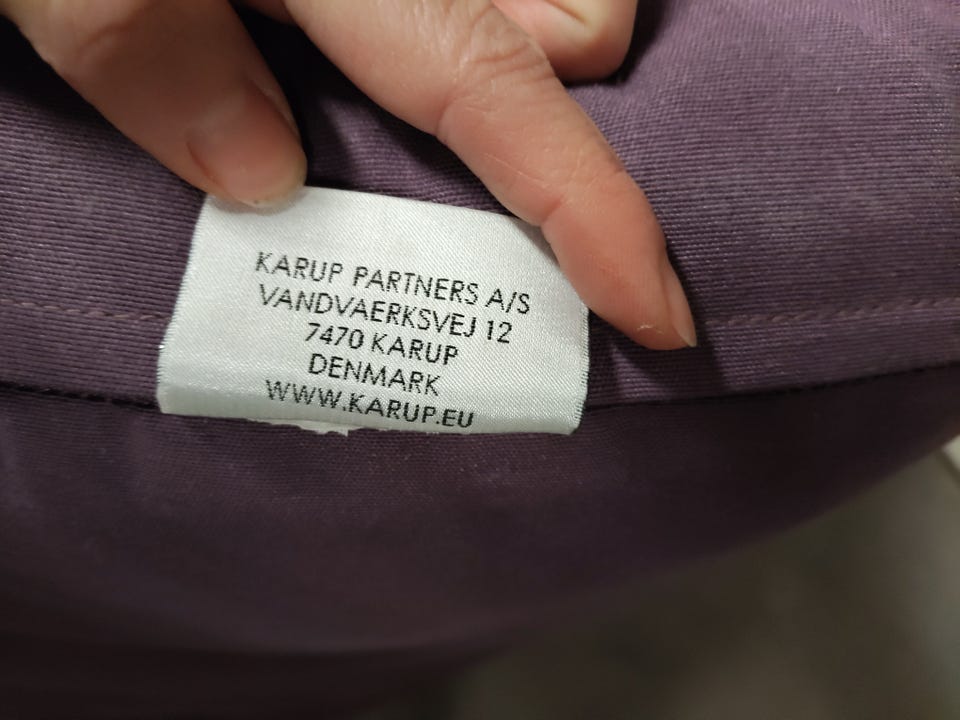 KARUP PARTNERS A/S
VANDVAERKSVEJ 12
7470 KARUP
DENMARK
WWW.KARUP.EU